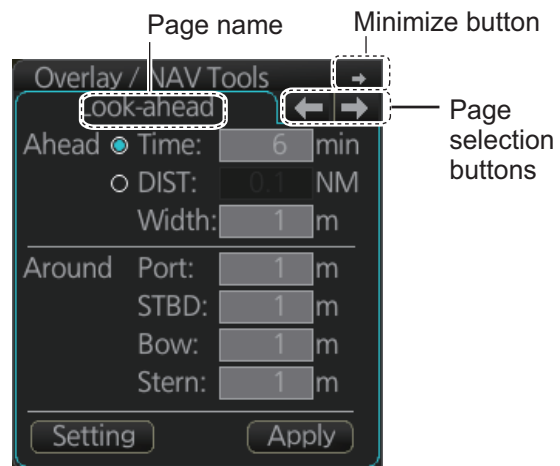 Page name
Minimize button
Overlay / NAV Tools
Look-ahead
Page
selection
buttons
Ahead Time: 6 min
DIST: 0.1 NM
Width: 1 m
Around Port: 1 m
STBD: 1 m
Bow: 1 m
Stern: 1 m
Setting Apply